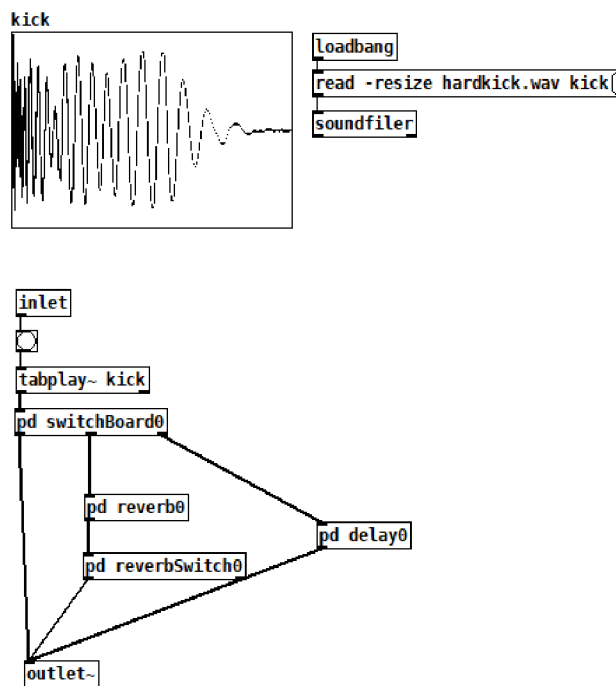 kick
loadbang
read -resize hardkick.wav kick
soundfiler
inlet
tabplay~ kick
pd switchBoard0
pd reverb0
pd delay0
pd reverbSwitch0
outlet~